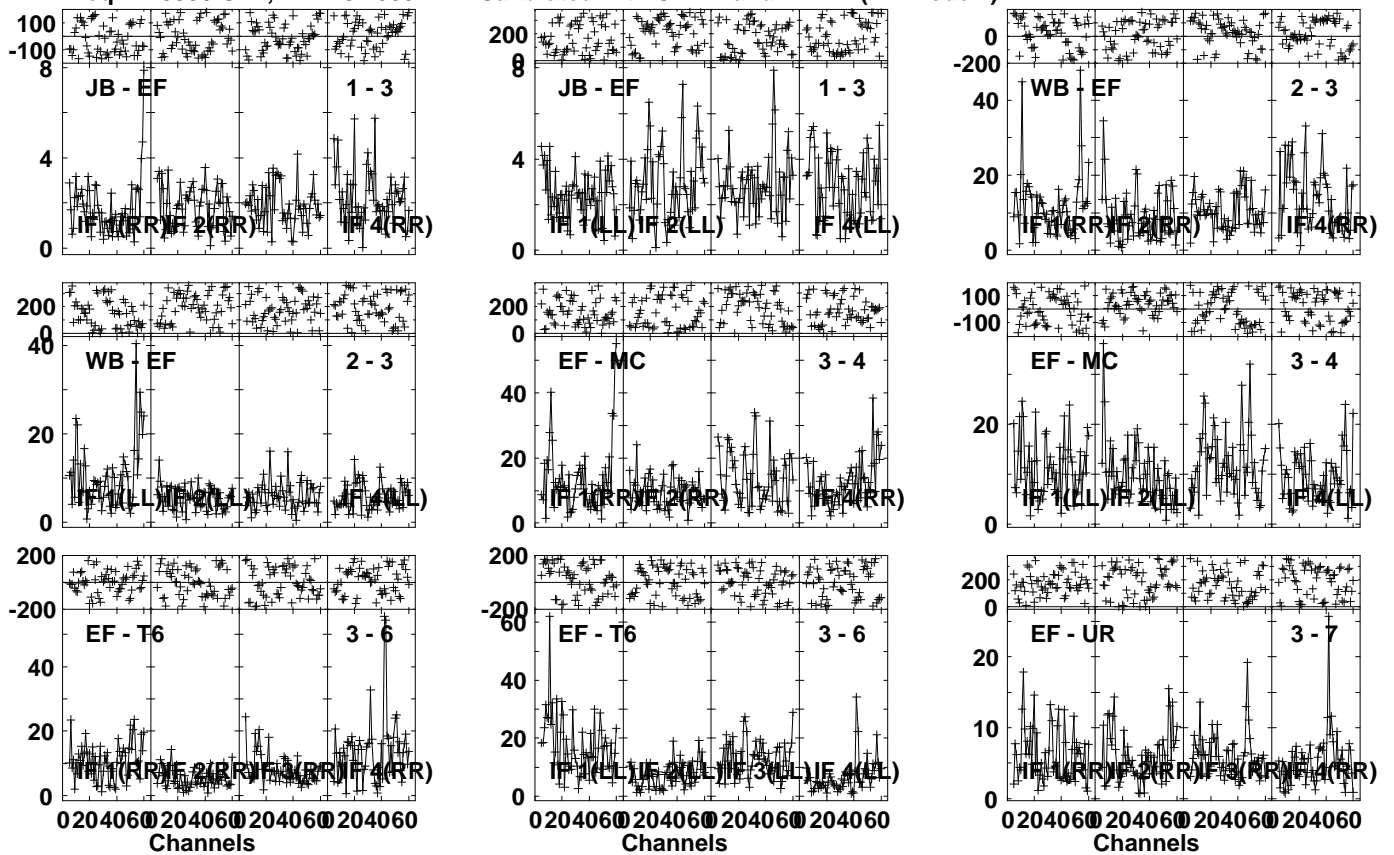 100
-100
8
4
0
JB - EF
1 - 3
IF 1(RR)
IF 2(RR)
IF 4(RR)
200
0
8
4
0
JB - EF
1 - 3
IF 1(LL)
IF 2(LL)
IF 4(LL)
0
-200
40
20
0
WB - EF
2 - 3
IF 1(RR)
IF 2(RR)
IF 4(RR)
200
0
40
20
0
WB - EF
2 - 3
IF 1(LL)
IF 2(LL)
IF 4(LL)
200
0
40
20
0
EF - MC
3 - 4
IF 1(RR)
IF 2(RR)
IF 4(RR)
100
-100
20
0
EF - MC
3 - 4
IF 1(LL)
IF 2(LL)
IF 4(LL)
200
-200
40
20
0
EF - T6
3 - 6
IF 1(RR)
IF 2(RR)
IF 3(RR)
IF 4(RR)
0 20 40 60 0 20 40 60 0 20 40 60 0 20 40 60
Channels
200
-200
60
40
20
0
EF - T6
3 - 6
IF 1(LL)
IF 2(LL)
IF 3(LL)
IF 4(LL)
0 20 40 60 0 20 40 60 0 20 40 60 0 20 40 60
Channels
200
0
20
10
0
EF - UR
3 - 7
IF 1(RR)
IF 2(RR)
IF 3(RR)
IF 4(RR)
0 20 40 60 0 20 40 60 0 20 40 60 0 20 40 60
Channels